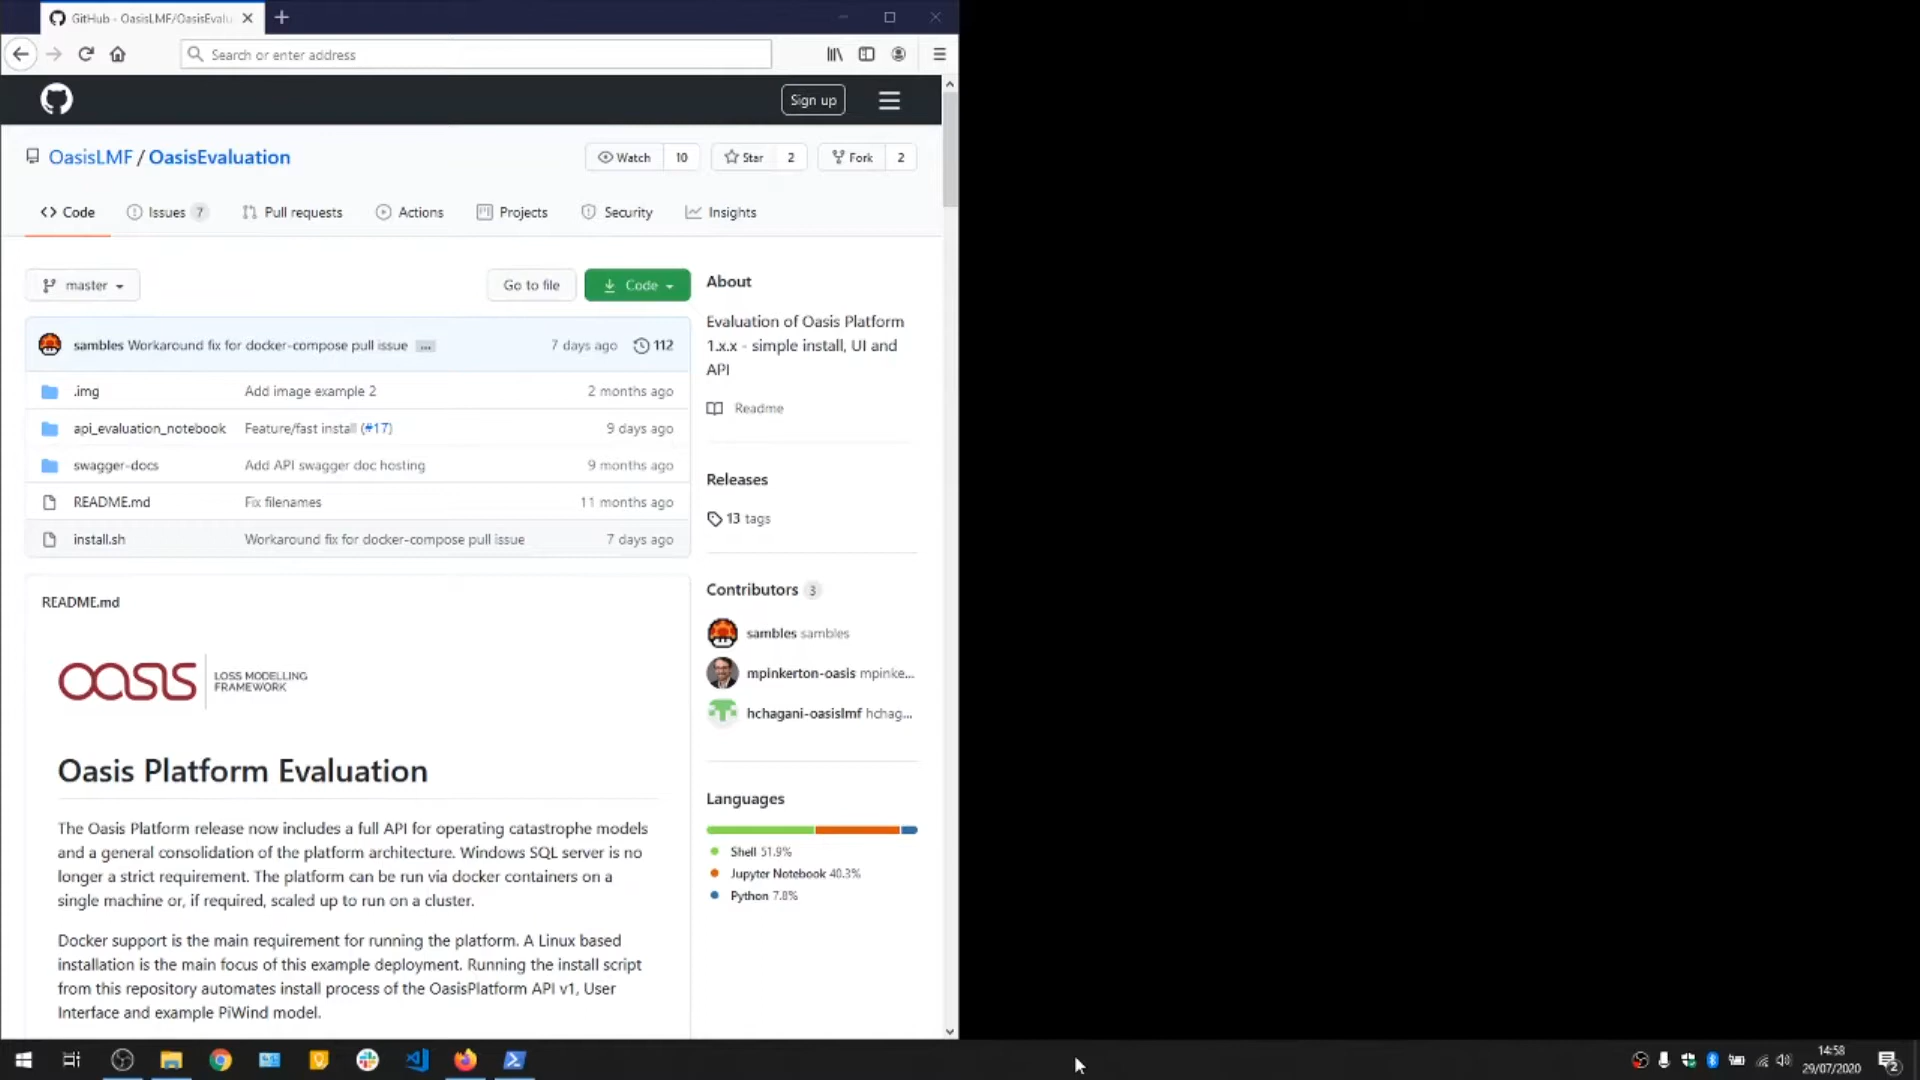 GitHub - OasisLMF/OasisEvalu
Search or enter address
Sign up
OasisLMF / OasisEvaluation
Watch 10
Star 2
Fork 2
Code
Issues 7
Pull requests
Actions
Projects
Security
Insights
master
Go to file
Code
sambles Workaround fix for docker-compose pull issue ... 7 days ago 112
.img Add image example 2 2 months ago
api_evaluation_notebook Feature/fast install (#17) 9 days ago
swagger-docs Add API swagger doc hosting 9 months ago
README.md Fix filenames 11 months ago
install.sh Workaround fix for docker-compose pull issue 7 days ago
About
Evaluation of Oasis Platform
1.x.x - simple install, UI and
API
Readme
Releases
13 tags
Contributors 3
sambles sambles
mpinkerton-oasis mpinke...
hchagani-oasislmf hchag...
Languages
Shell 51.9%
Jupyter Notebook 40.3%
Python 7.8%
README.md
OASIS
LOSS MODELLING
FRAMEWORK
Oasis Platform Evaluation
The Oasis Platform release now includes a full API for operating catastrophe models
and a general consolidation of the platform architecture. Windows SQL server is no
longer a strict requirement. The platform can be run via docker containers on a
single machine or, if required, scaled up to run on a cluster.
Docker support is the main requirement for running the platform. A Linux based
installation is the main focus of this example deployment. Running the install script
from this repository automates install process of the OasisPlatform API v1, User
Interface and example PiWind model.
14:58
29/07/2020
2